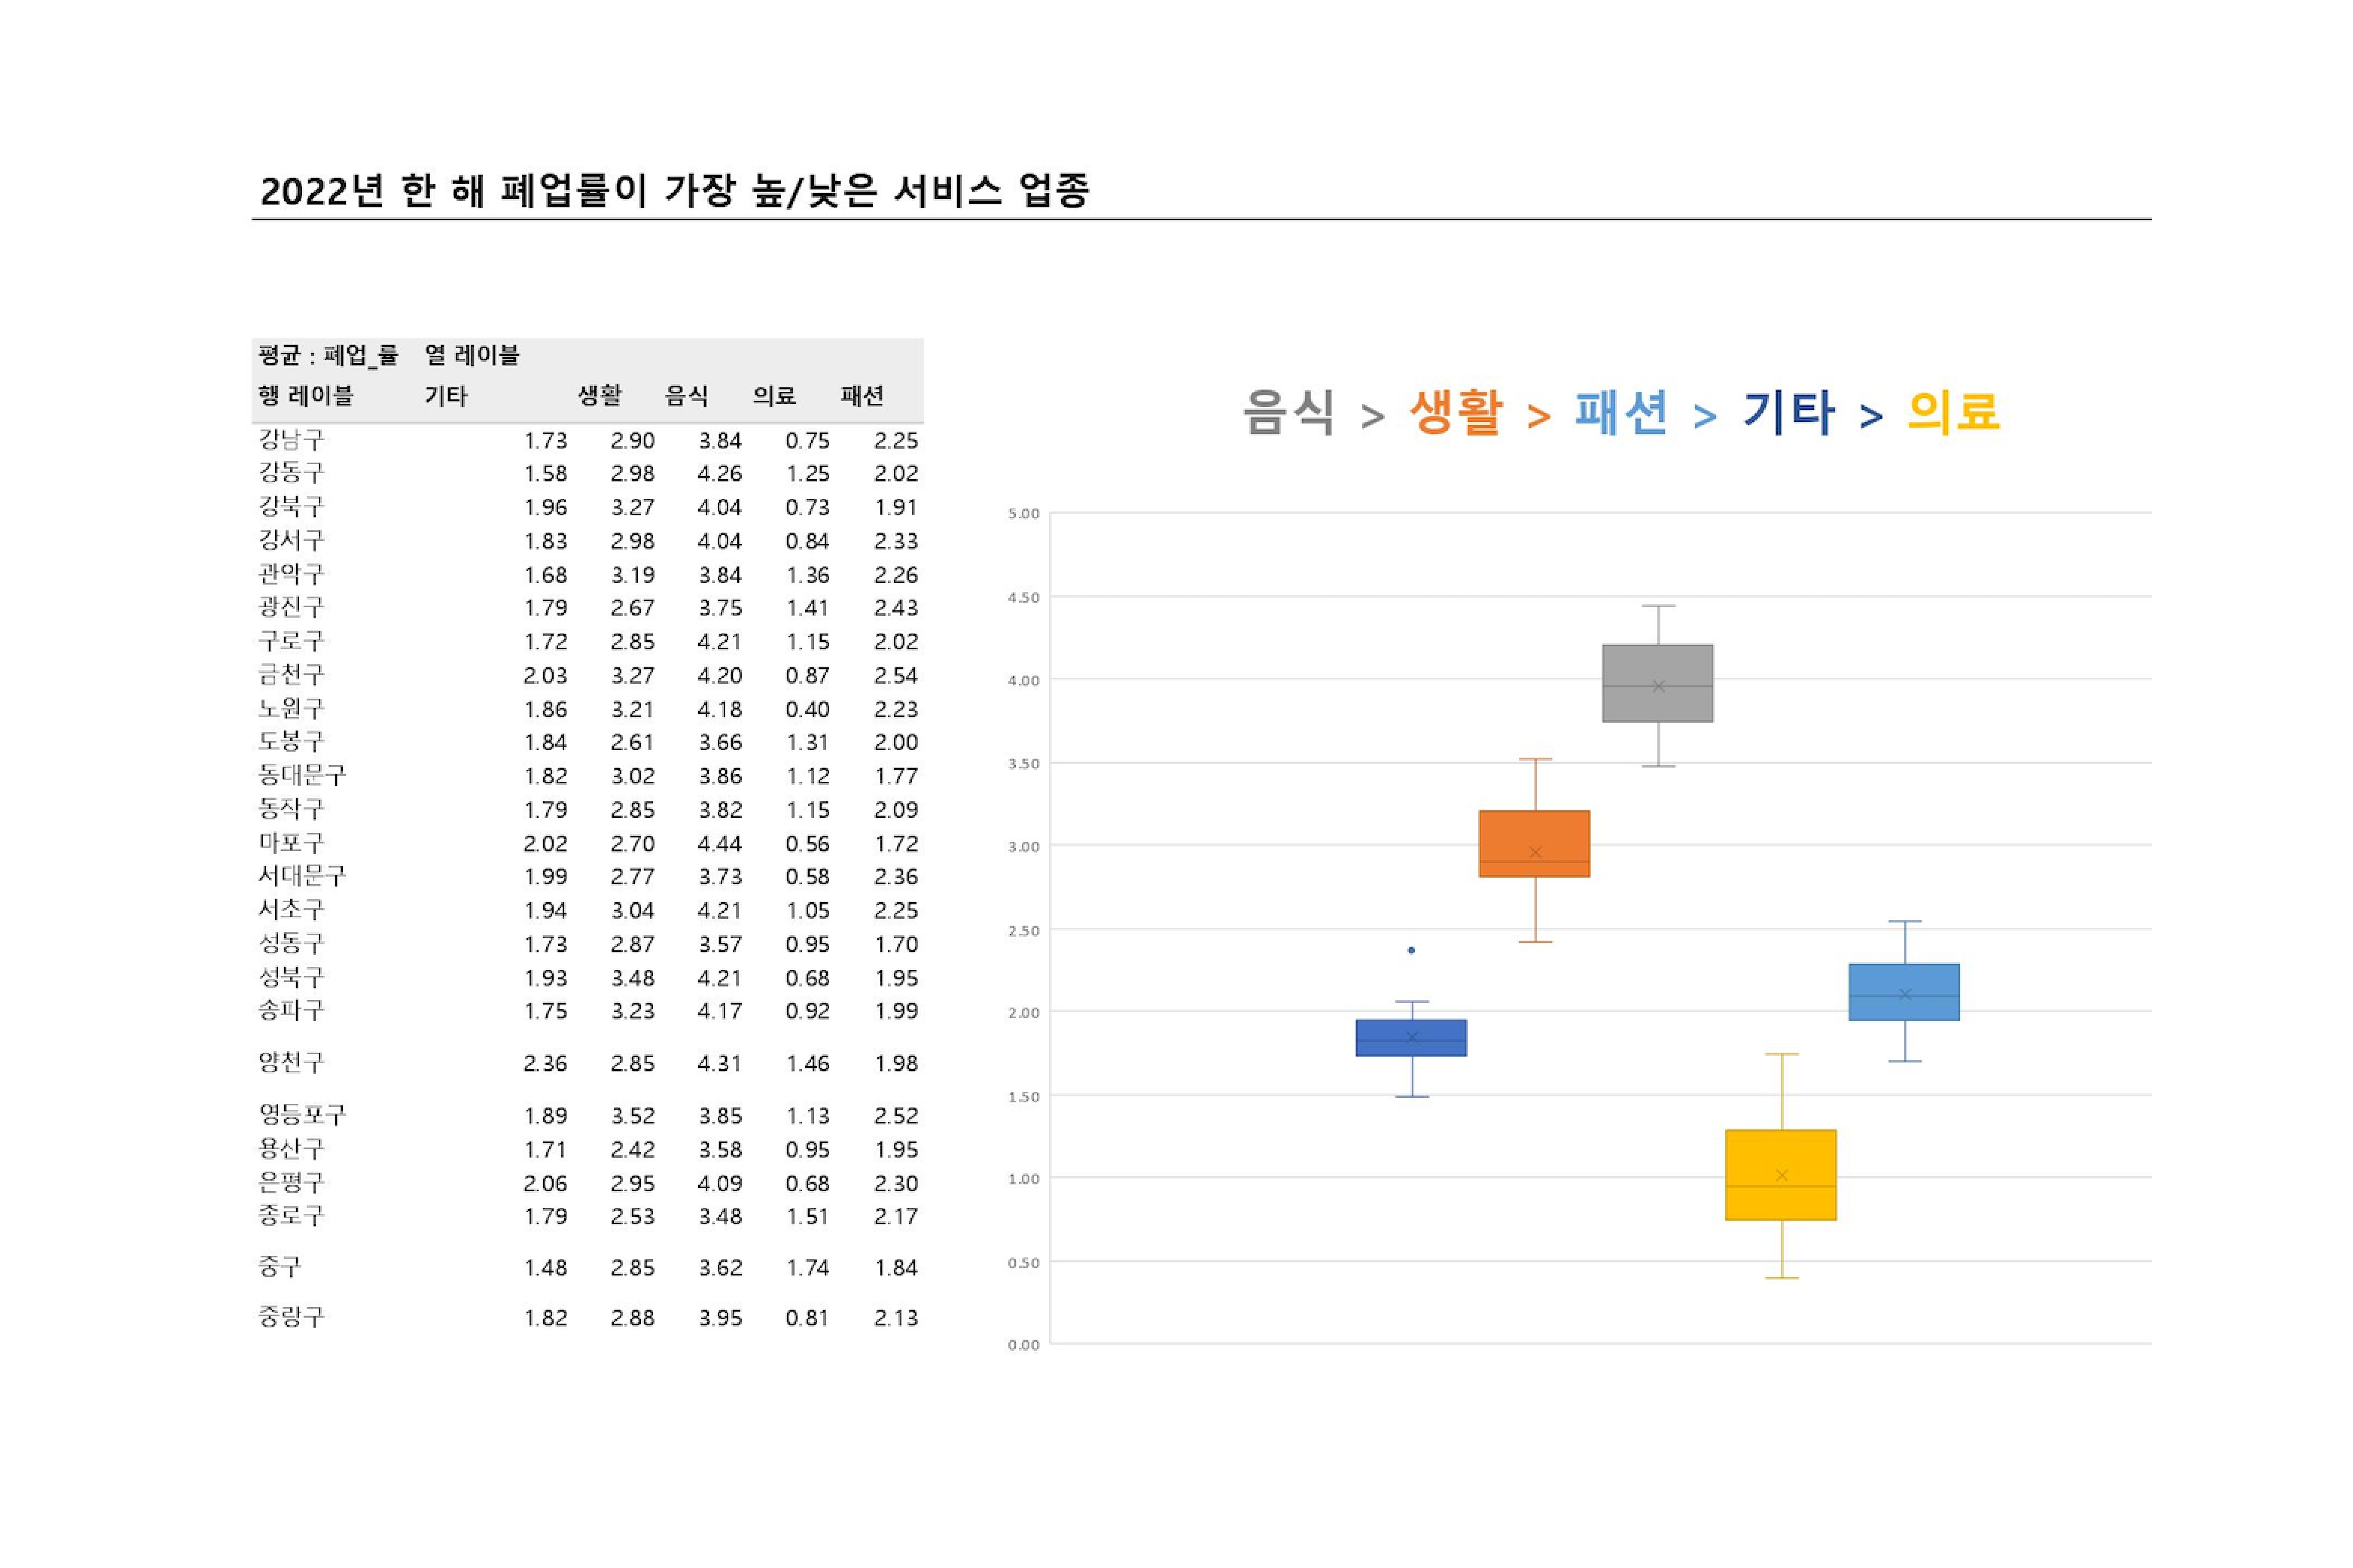 2022년 한 해 폐업률이 가장 높/낮은 서비스 업종
평균 : 폐업_률 열 레이블
행 레이블 기타 생활 음식 의료 패션
강남구 1.73 2.90 3.84 0.75 2.25
강동구 1.58 2.98 4.26 1.25 2.02
강북구 1.96 3.27 4.04 0.73 1.91
강서구 1.83 2.98 4.04 0.84 2.33
관악구 1.68 3.19 3.84 1.36 2.26
광진구 1.79 2.67 3.75 1.41 2.43
구로구 1.72 2.85 4.21 1.15 2.02
금천구 2.03 3.27 4.20 0.87 2.54
노원구 1.86 3.21 4.18 0.40 2.23
도봉구 1.84 2.61 3.66 1.31 2.00
동대문구 1.82 3.02 3.86 1.12 1.77
동작구 1.79 2.85 3.82 1.15 2.09
마포구 2.02 2.70 4.44 0.56 1.72
서대문구 1.99 2.77 3.73 0.58 2.36
서초구 1.94 3.04 4.21 1.05 2.25
성동구 1.73 2.87 3.57 0.95 1.70
성북구 1.93 3.48 4.21 0.68 1.95
송파구 1.75 3.23 4.17 0.92 1.99
양천구 2.36 2.85 4.31 1.46 1.98
영등포구 1.89 3.52 3.85 1.13 2.52
용산구 1.71 2.42 3.58 0.95 1.95
은평구 2.06 2.95 4.09 0.68 2.30
종로구 1.79 2.53 3.48 1.51 2.17
중구 1.48 2.85 3.62 1.74 1.84
중랑구 1.82 2.88 3.95 0.81 2.13
음식 > 생활 > 패션 > 기타 > 의료
5.00
4.50
4.00
3.50
3.00
2.50
2.00
1.50
1.00
0.50
0.00